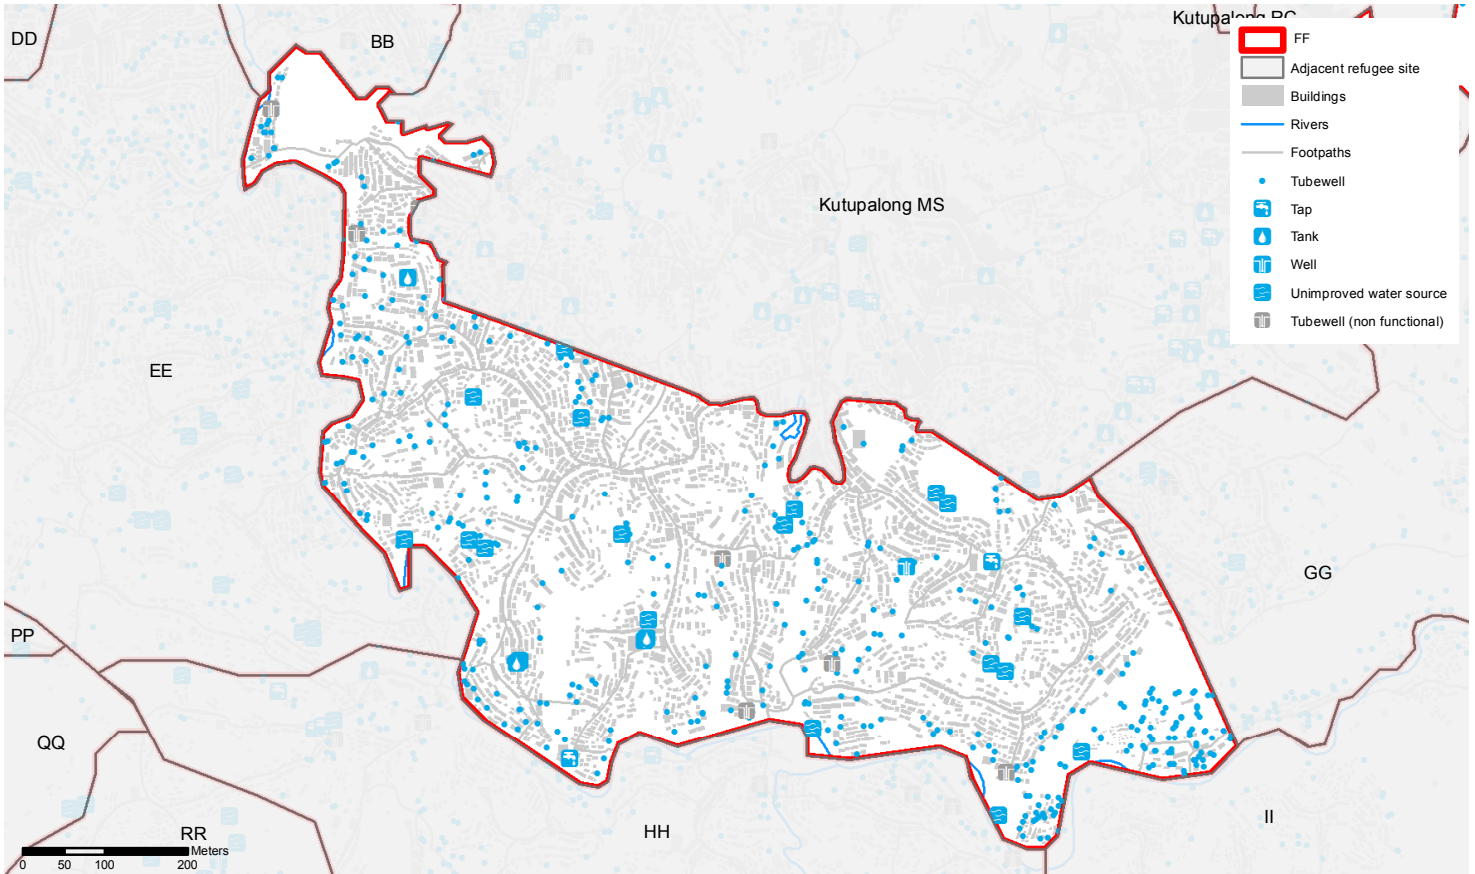 DD
BB
Kutupalong RC
FF
Adjacent refugee site
Buildings
Rivers
Footpaths
Tubewell
Tap
Tank
Well
Unimproved water source
Tubewell (non functional)
Kutupalong MS
EE
GG
PP
QQ
RR
HH
II
Meters
0 50 100 200